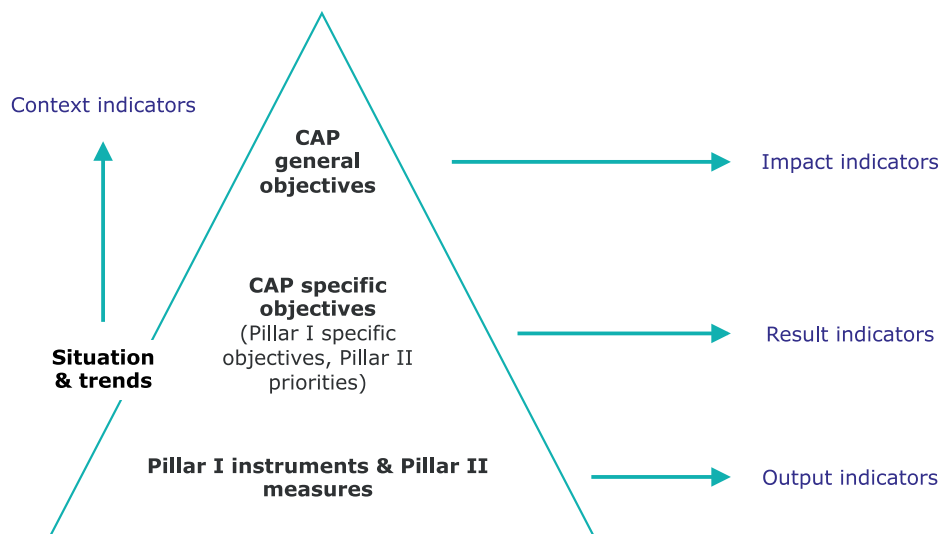 Context indicators
CAP
general
objectives
Impact indicators
CAP specific
objectives
(Pillar I specific
objectives, Pillar II
priorities)
Result indicators
Situation
& trends
Pillar I instruments & Pillar II
measures
Output indicators